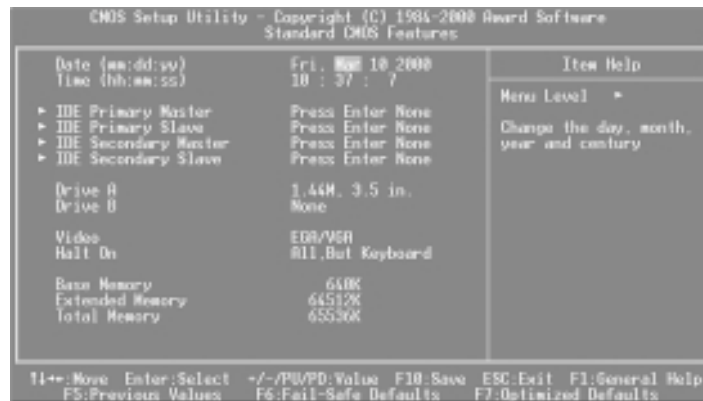 CMOS Setup Utility - Copyright (C) 1984-2000 Award Software
Standard CMOS Features
Date (mm:dd:yy) Fri, Mar 10 2000
Time (hh:mm:ss) 10 : 37 : 7
► IDE Primary Master Press Enter None
► IDE Primary Slave Press Enter None
► IDE Secondary Master Press Enter None
► IDE Secondary Slave Press Enter None
Drive A 1.44M, 3.5 in.
Drive B None
Video EGA/VGA
Halt On All,But Keyboard
Base Memory 640K
Extended Memory 64512K
Total Memory 65536K
Item Help
Menu Level ►
Change the day, month,
year and century
↑↓→←:Move Enter:Select +/-/PU/PD:Value F10:Save ESC:Exit F1:General Help
F5:Previous Values F6:Fail-Safe Defaults F7:Optimized Defaults